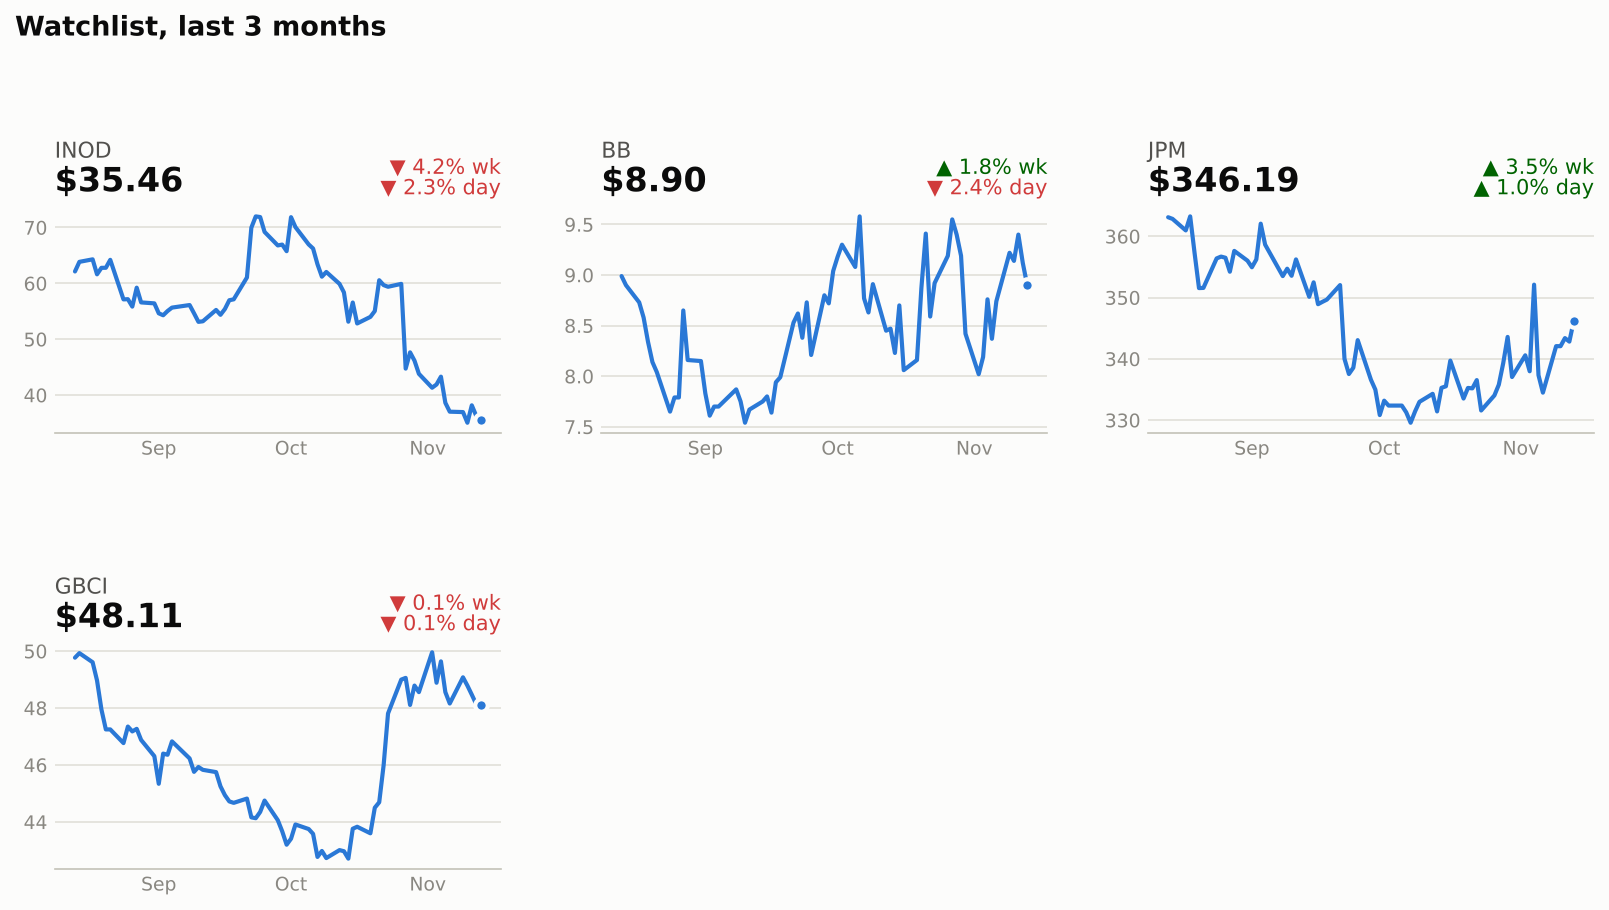 Watchlist, last 3 months
INOD
$35.46
▼ 4.2% wk
▼ 2.3% day
70
60
50
40
Sep Oct Nov
BB
$8.90
▲ 1.8% wk
▼ 2.4% day
9.5
9.0
8.5
8.0
7.5
Sep Oct Nov
JPM
$346.19
▲ 3.5% wk
▲ 1.0% day
360
350
340
330
Sep Oct Nov
GBCI
$48.11
▼ 0.1% wk
▼ 0.1% day
50
48
46
44
Sep Oct Nov